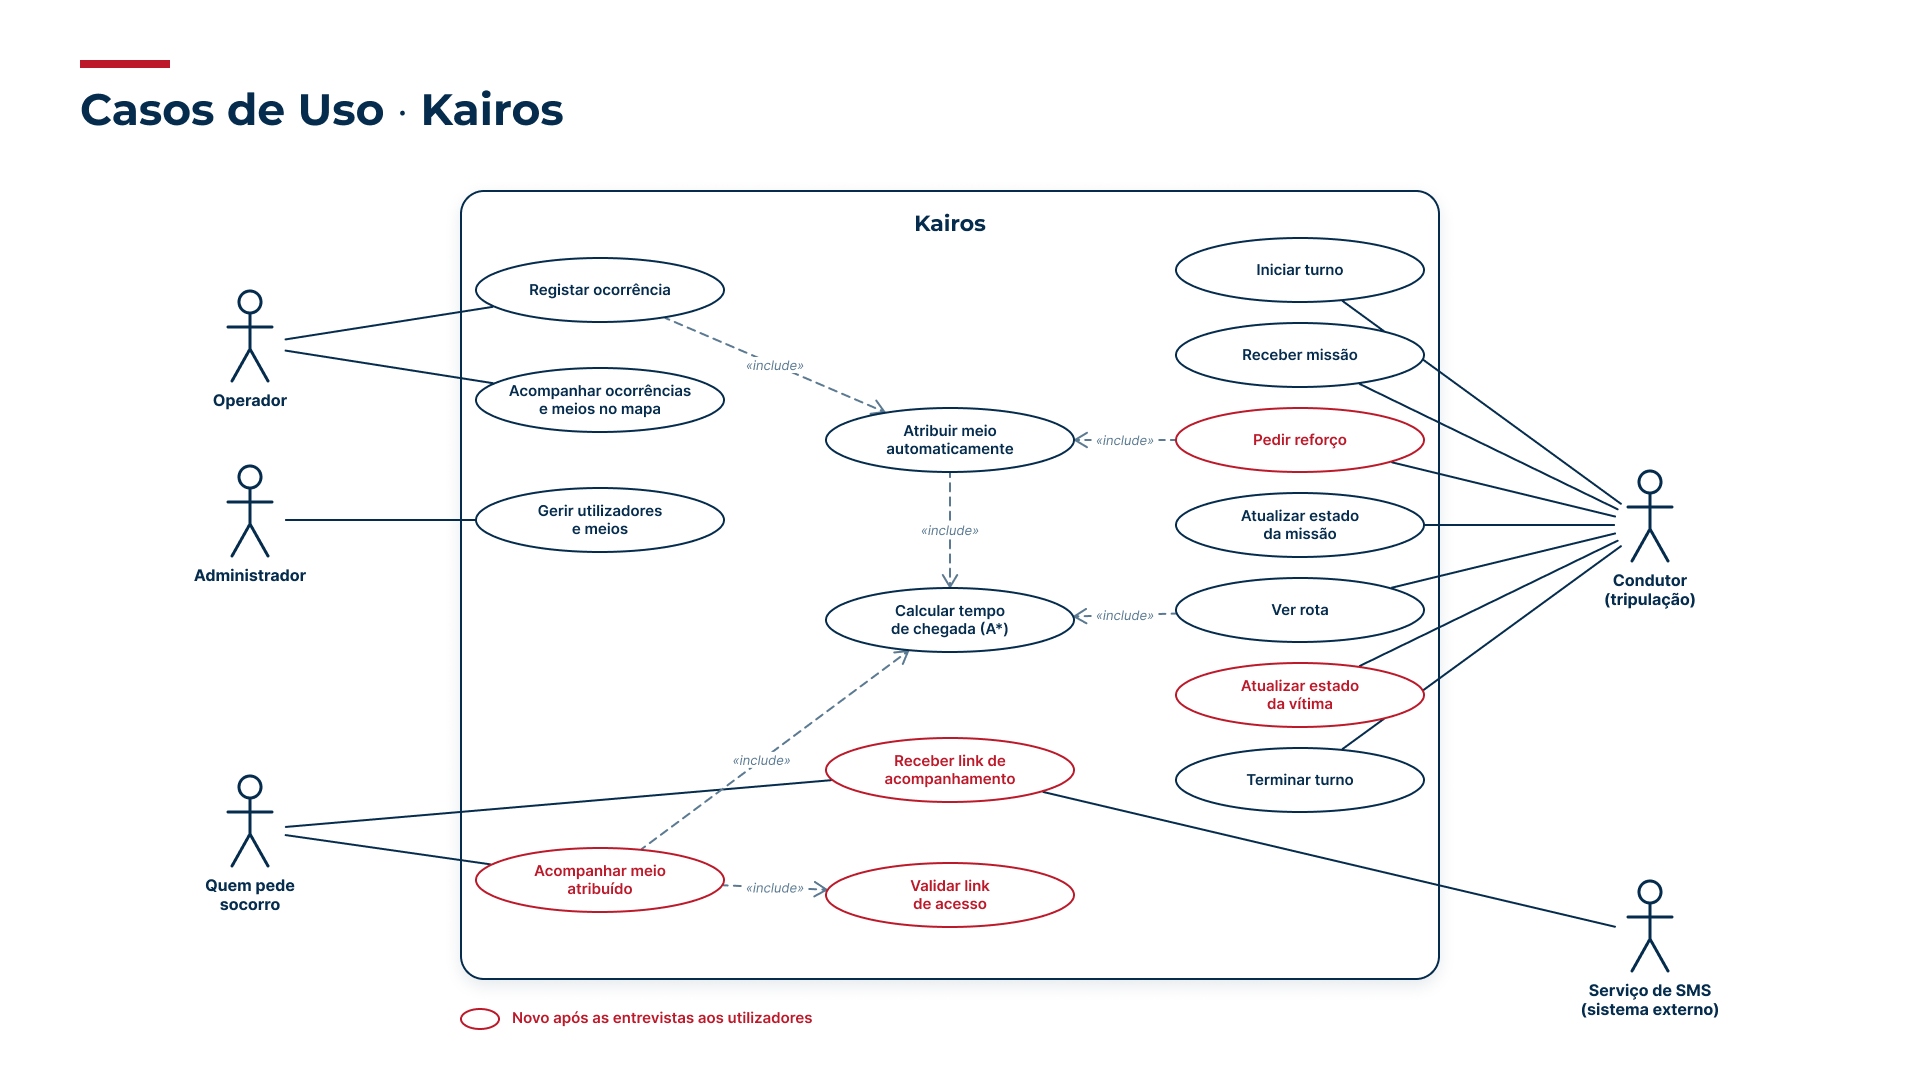 Casos de Uso · Kairos
Kairos
Registar ocorrência
Acompanhar ocorrências
e meios no mapa
Gerir utilizadores
e meios
Operador
Administrador
Quem pede
socorro
«include»
Atribuir meio
automaticamente
«include»
«include»
Calcular tempo
de chegada (A*)
«include»
«include»
Receber link de
acompanhamento
Acompanhar meio
atribuído
«include»
Validar link
de acesso
Iniciar turno
Receber missão
Pedir reforço
Atualizar estado
da missão
Ver rota
Atualizar estado
da vítima
Terminar turno
Condutor
(tripulação)
Serviço de SMS
(sistema externo)
Novo após as entrevistas aos utilizadores